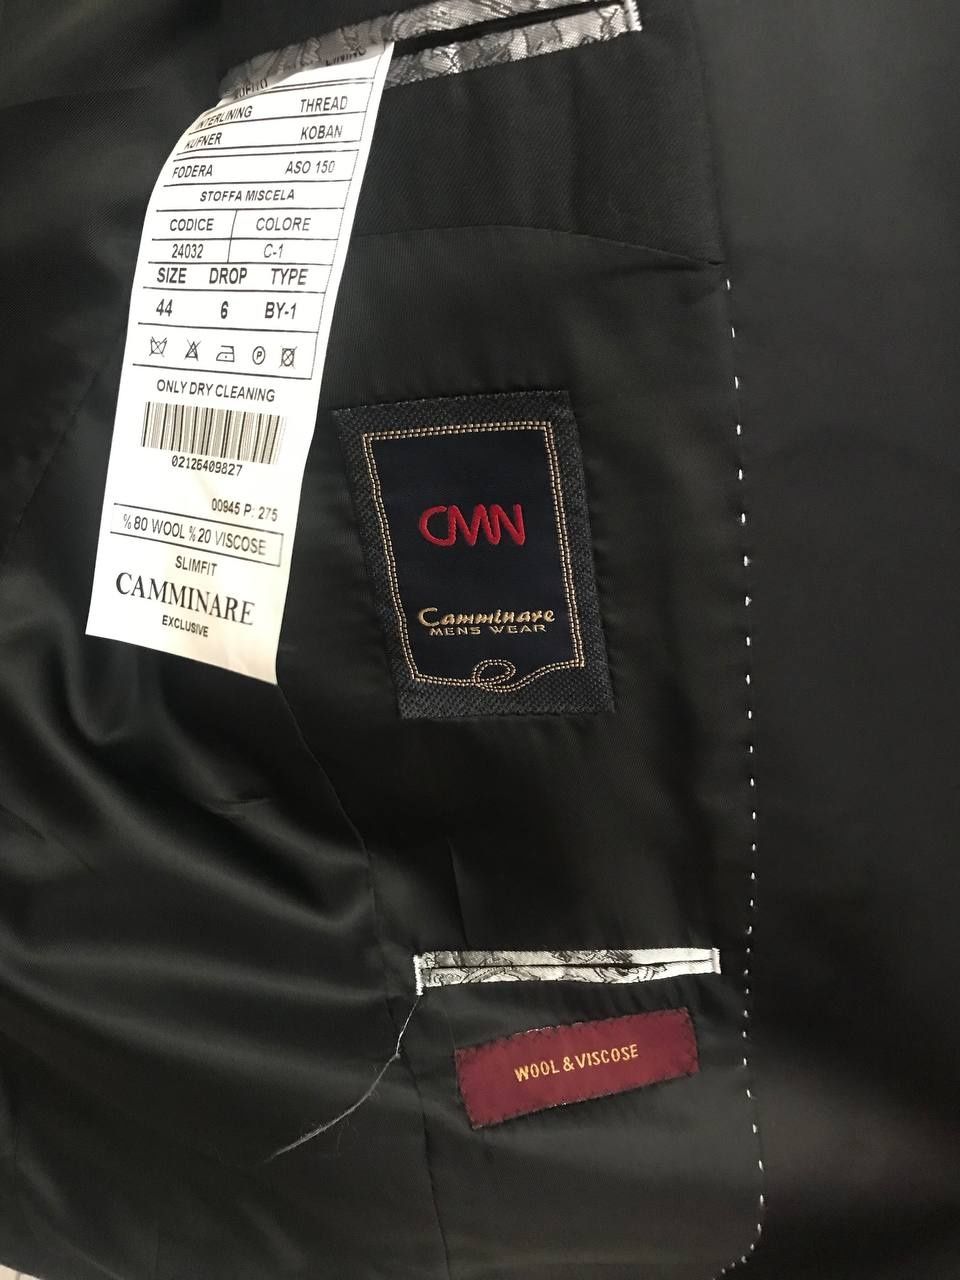 LINING
INTERLINING THREAD
KUFNER KOBAN
FODERA ASO 150
STOFFA MISCELA
CODICE COLORE
24032 C-1
SIZE DROP TYPE
44 6 BY-1
P
ONLY DRY CLEANING
02126409827
00945 P: 275
%80 WOOL %20 VISCOSE
SLIMFIT
CAMMINARE
EXCLUSIVE
CMN
Camminare
MENS WEAR
WOOL & VISCOSE